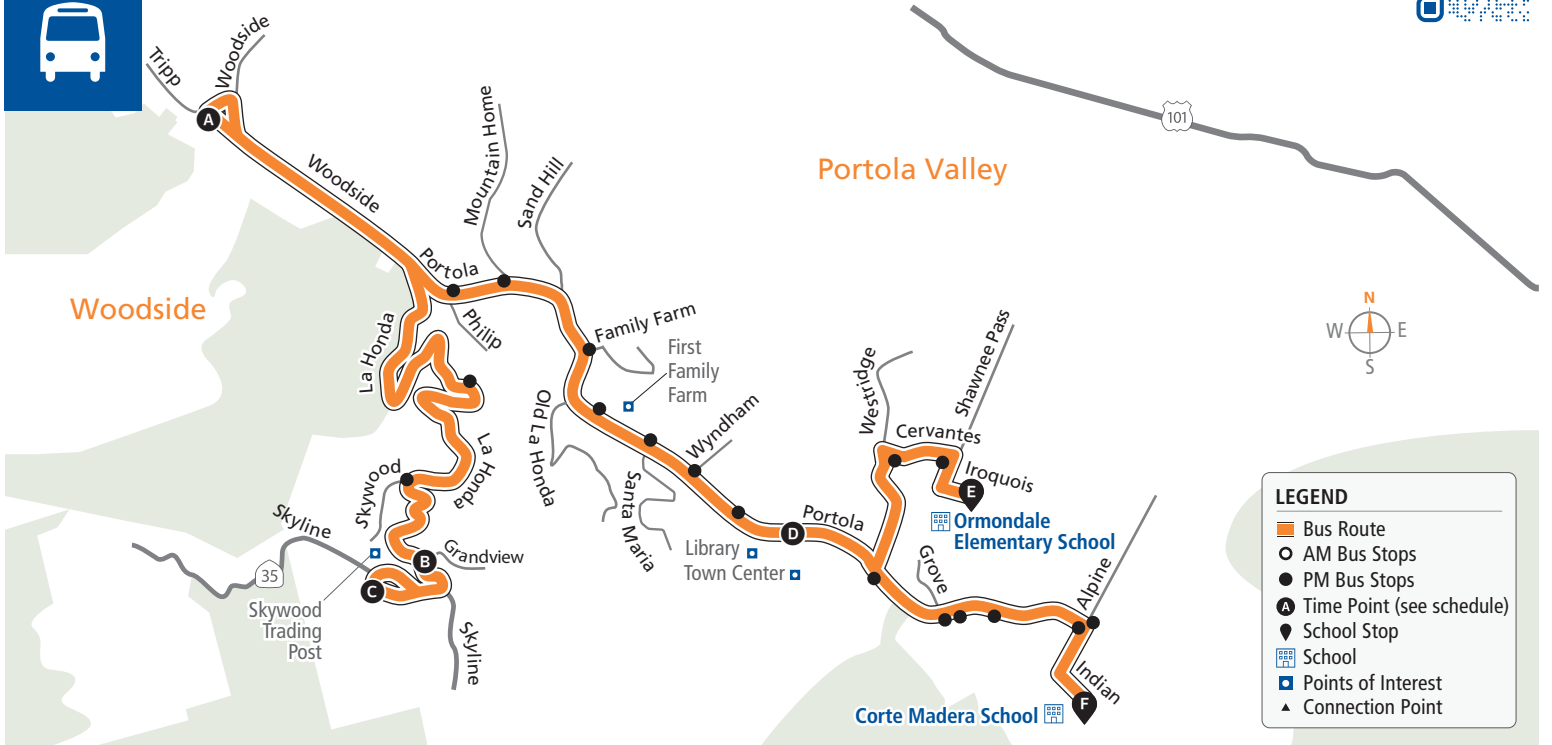 Tripp
Woodside
A
Woodside
Mountain Home
Sand Hill
101
Portola Valley
Portola
Woodside
Philip
La Honda
Family Farm
First
Family
Farm
N
W
E
S
Shawnee Pass
Westridge
Cervantes
Iroquois
E
Ormondale
Elementary School
Old La Honda
Wyndham
La Honda
Skywood
Santa Maria
Skyline
35
B
Grandview
C
Skywood
Trading
Post
Skyline
D
Portola
Library
Town Center
Grove
Alpine
Indian
F
Corte Madera School
LEGEND
Bus Route
AM Bus Stops
PM Bus Stops
A Time Point (see schedule)
School Stop
School
Points of Interest
Connection Point